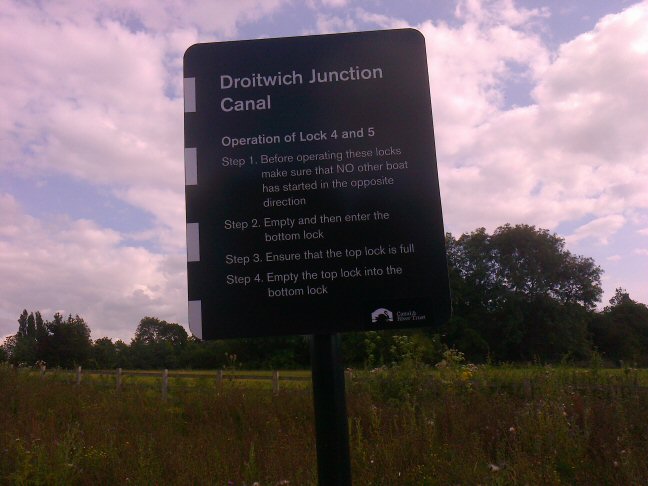 Droitwich Junction
Canal
Operation of Lock 4 and 5
Step 1. Before operating these locks
make sure that NO other boat
has started in the opposite
direction
Step 2. Empty and then enter the
bottom lock
Step 3. Ensure that the top lock is full
Step 4. Empty the top lock into the
bottom lock
Canal &
River Trust